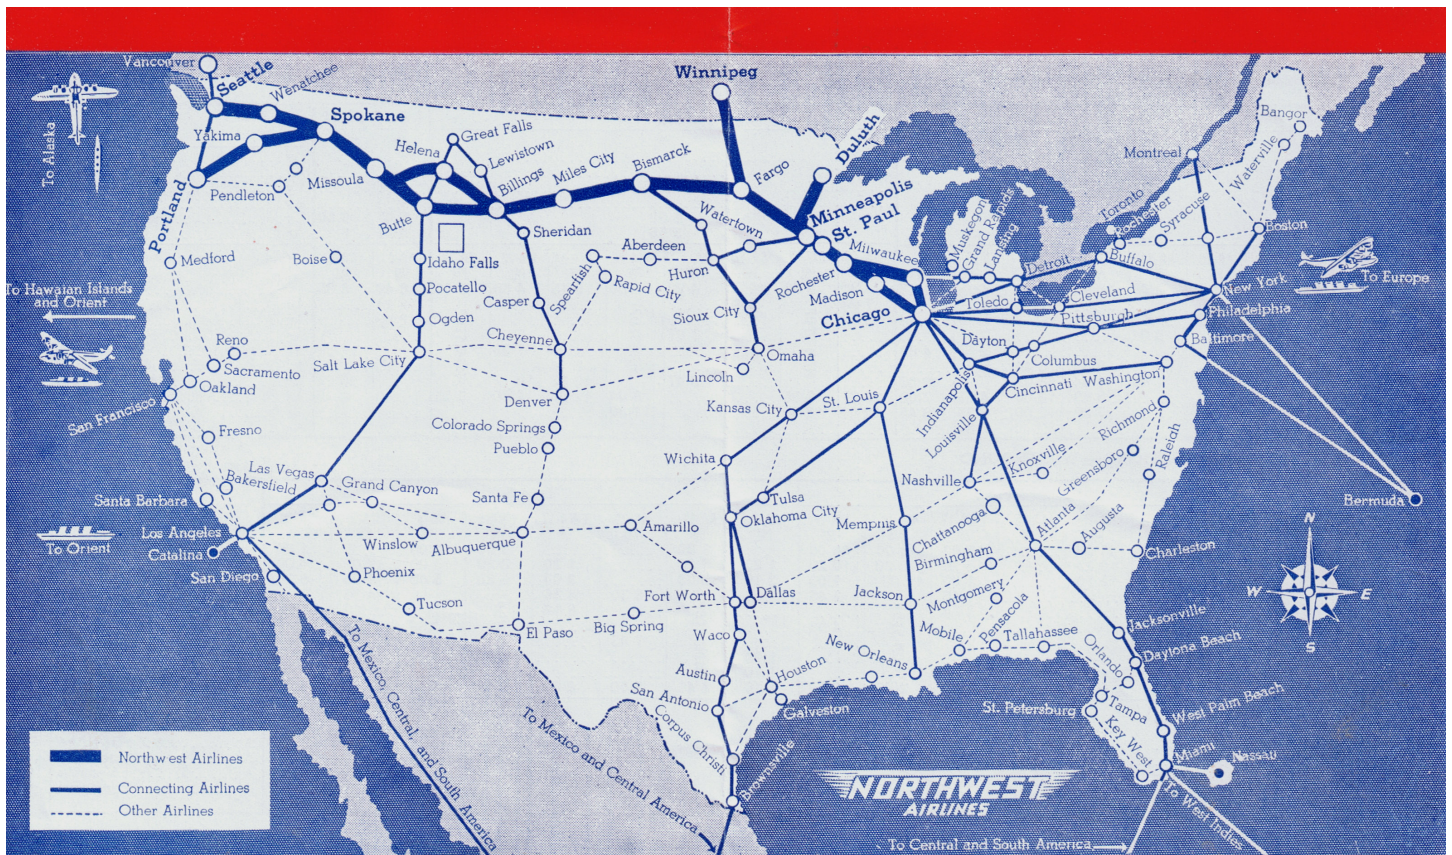 Vancouver
Seattle
Wenatchee
Spokane
Yakima
To Alaska
Portland
Pendleton
Missoula
Helena
Great Falls
Lewistown
Butte
Billings
Miles City
Bismarck
Winnipeg
Fargo
Duluth
Minneapolis
St. Paul
Watertown
Aberdeen
Huron
Spearfish
Rapid City
Sheridan
Casper
Cheyenne
Medford
Boise
Idaho Falls
Pocatello
Ogden
Salt Lake City
To Hawaiian Islands
and Orient
Reno
Sacramento
Oakland
San Francisco
Fresno
Las Vegas
Bakersfield
Grand Canyon
Santa Barbara
Los Angeles
To Orient
Catalina
San Diego
Winslow
Albuquerque
Phoenix
Tucson
Denver
Colorado Springs
Pueblo
Santa Fe
Sioux City
Omaha
Lincoln
Rochester
Madison
Milwaukee
Chicago
Muskegon
Grand Rapids
Lansing
Detroit
Toledo
Cleveland
Pittsburgh
Dayton
Columbus
Cincinnati
Indianapolis
Louisville
Toronto
Rochester
Syracuse
Buffalo
Montreal
Bangor
Waterville
Boston
New York
Philadelphia
Baltimore
Washington
To Europe
Bermuda
Richmond
Raleigh
Greensboro
Knoxville
Nashville
Chattanooga
Atlanta
Augusta
Charleston
Birmingham
Montgomery
Memphis
Jackson
Kansas City
St. Louis
Wichita
Tulsa
Oklahoma City
Amarillo
Fort Worth
Dallas
El Paso
Big Spring
Waco
Austin
San Antonio
Houston
Galveston
Corpus Christi
Brownsville
New Orleans
Mobile
Pensacola
Tallahassee
Jacksonville
Daytona Beach
Orlando
Tampa
St. Petersburg
Key West
West Palm Beach
Miami
Nassau
To West Indies
To Central and South America
To Mexico and Central America
To Mexico, Central, and South America
N
W
E
S
Northwest Airlines
Connecting Airlines
Other Airlines
NORTHWEST
AIRLINES